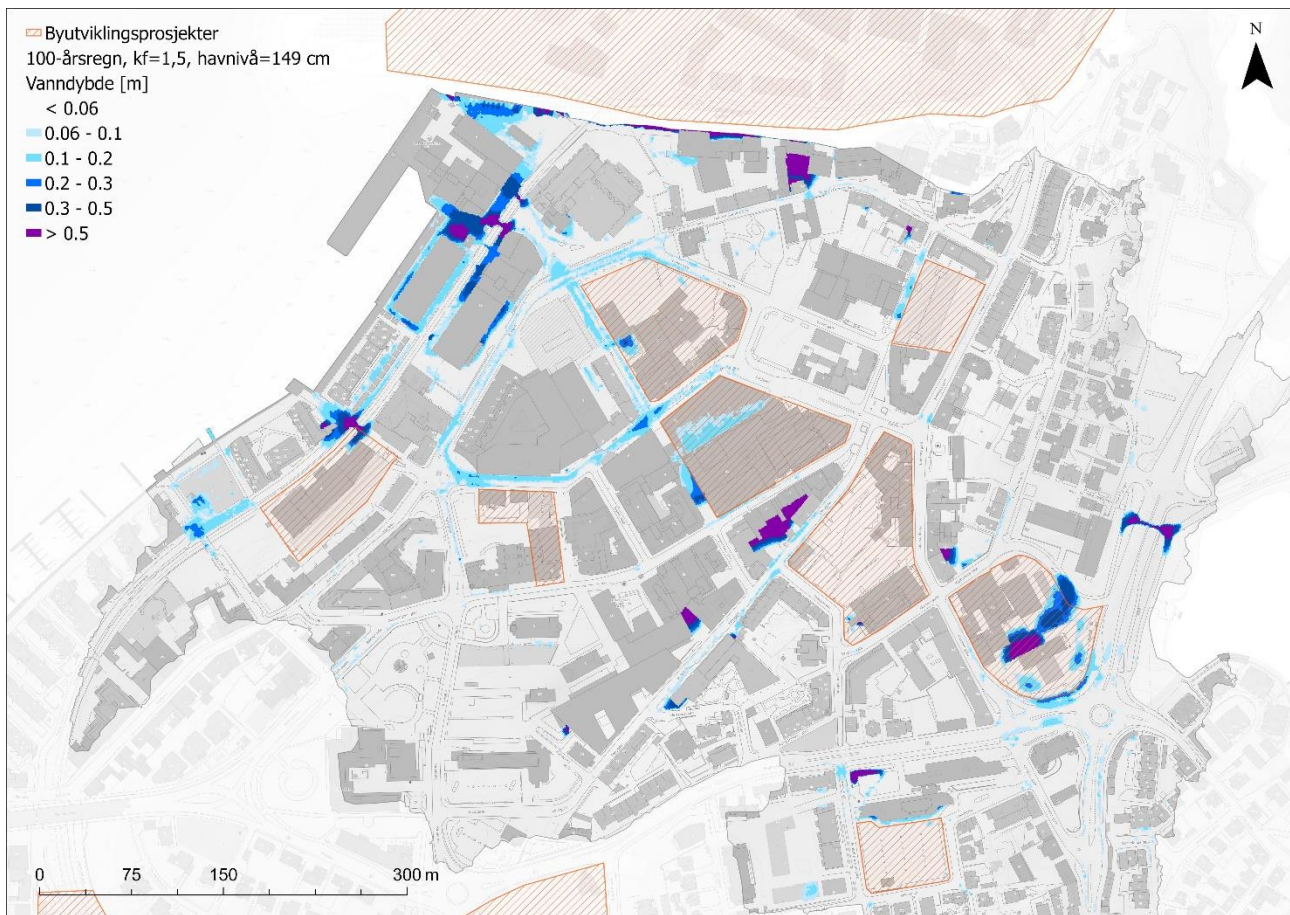 Byutviklingsprosjekter
100-årsregn, kf=1,5, havnivå=149 cm
Vanndybde [m]
< 0.06
0.06 - 0.1
0.1 - 0.2
0.2 - 0.3
0.3 - 0.5
> 0.5
N
0 75 150 300 m